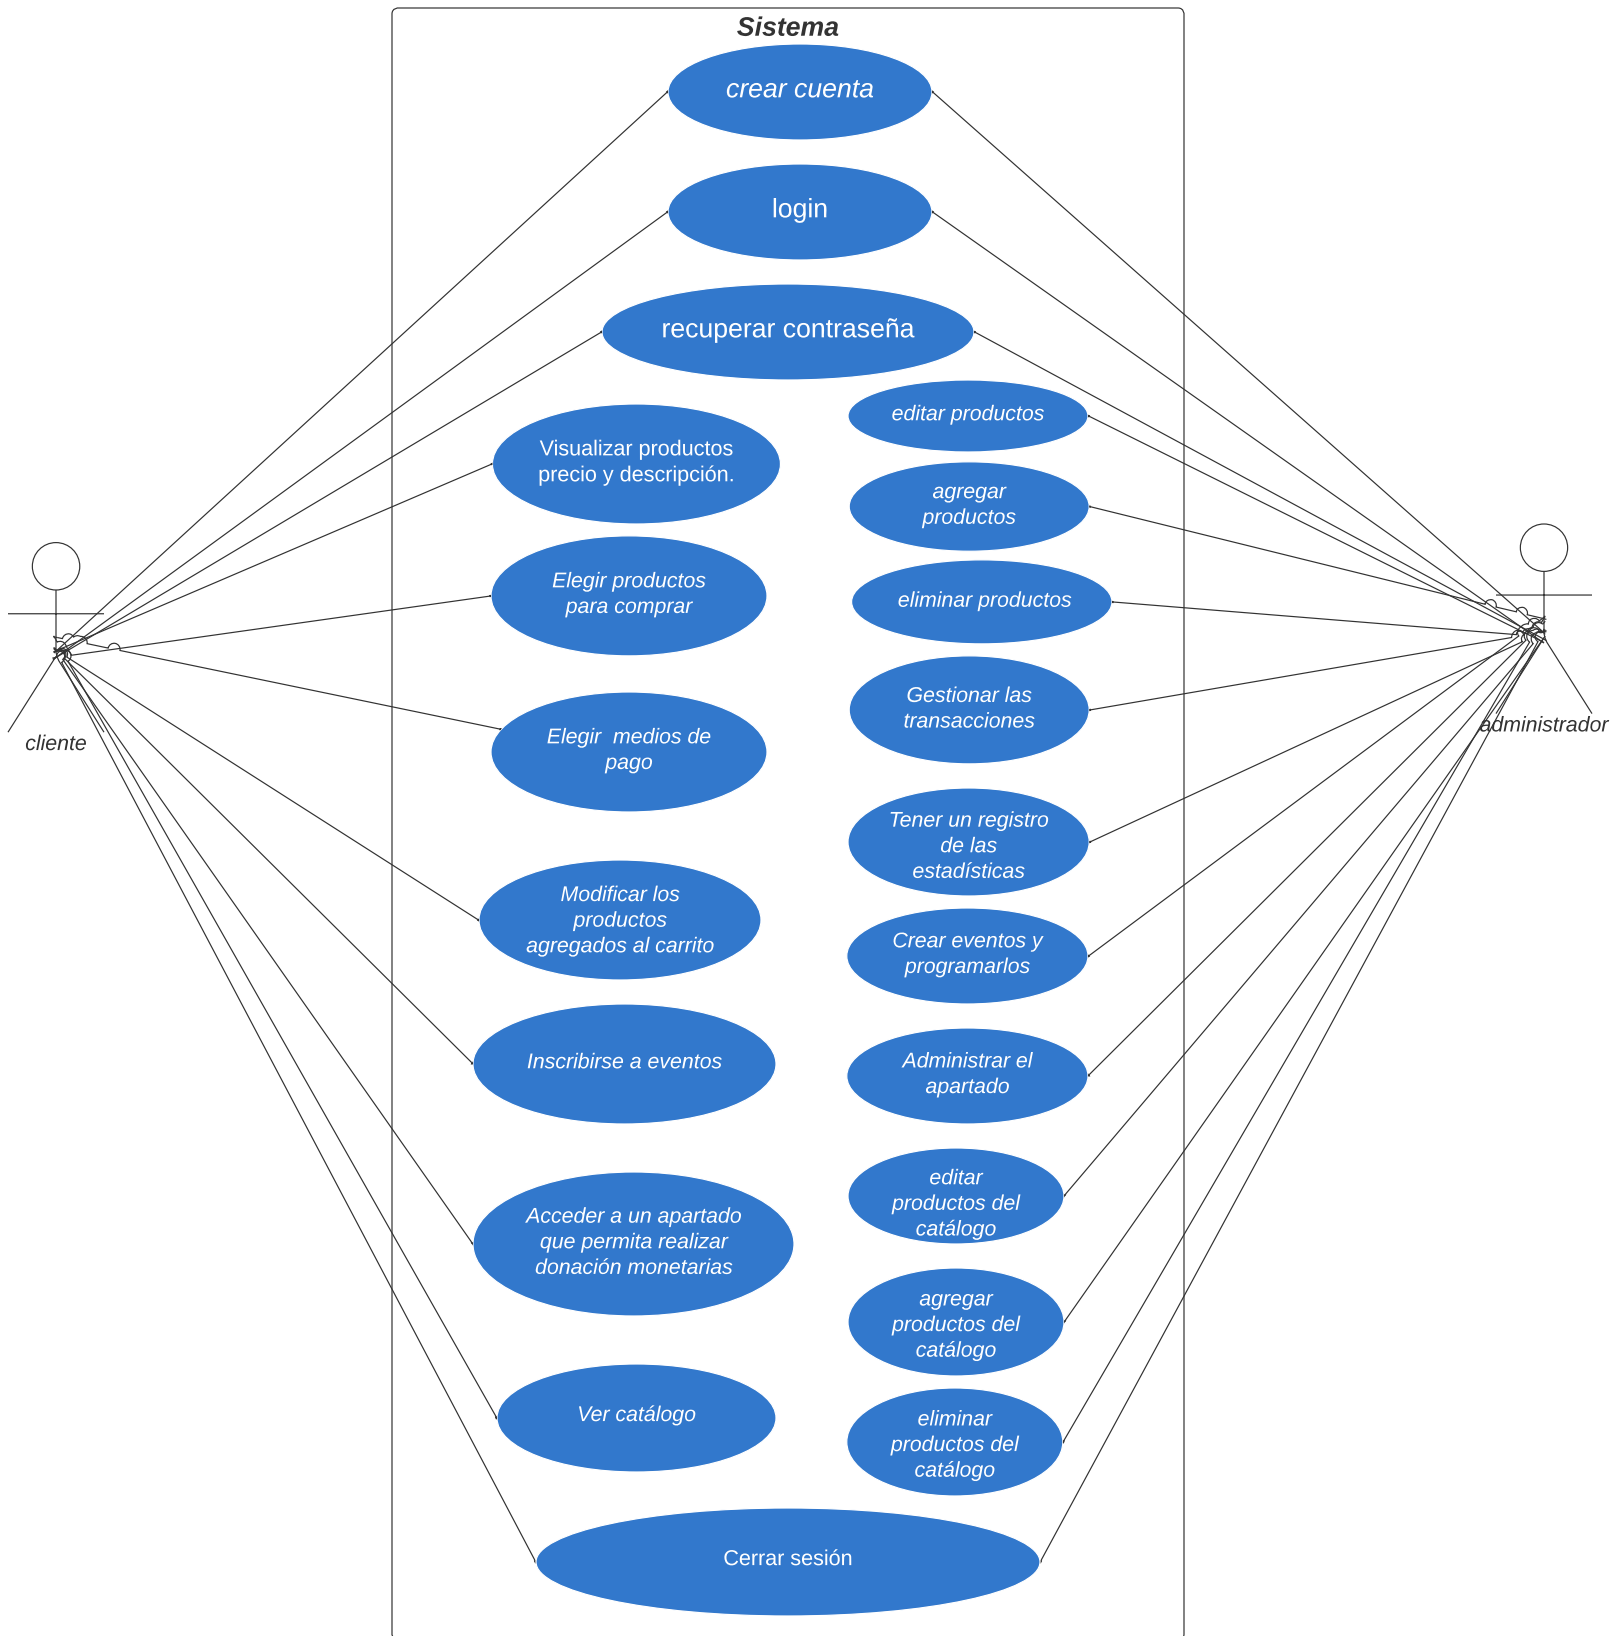 Sistema
crear cuenta
login
recuperar contraseña
Visualizar productos
precio y descripción.
Elegir productos
para comprar
Elegir  medios de
pago
Modificar los
productos
agregados al carrito
Inscribirse a eventos
Acceder a un apartado
que permita realizar
donación monetarias
Ver catálogo
editar productos
agregar
productos
eliminar productos
Gestionar las
transacciones
Tener un registro
de las
estadísticas
Crear eventos y
programarlos
Administrar el
apartado
editar
productos del
catálogo
agregar
productos del
catálogo
eliminar
productos del
catálogo
Cerrar sesión
cliente
administrador